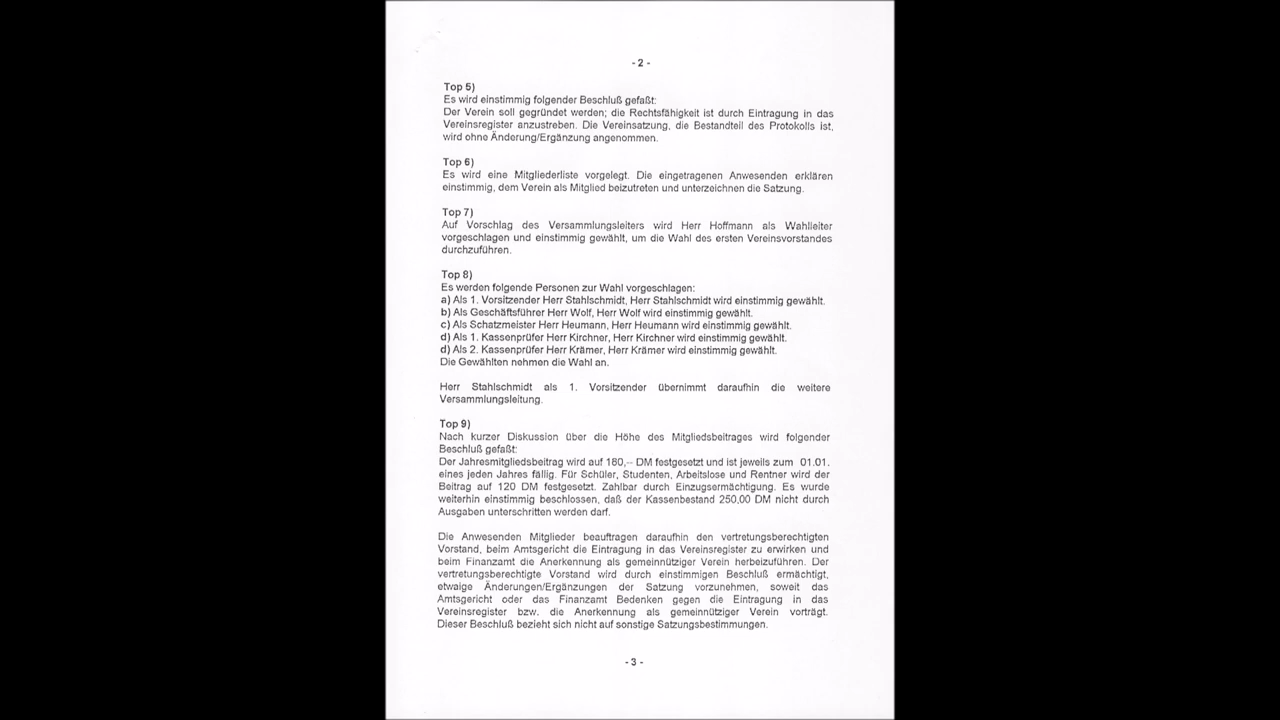 - 2 -
Top 5)
Es wird einstimmig folgender Beschluß gefaßt:
Der Verein soll gegründet werden; die Rechtsfähigkeit ist durch Eintragung in das
Vereinsregister anzustreben. Die Vereinsatzung, die Bestandteil des Protokolls ist,
wird ohne Änderung/Ergänzung angenommen.
Top 6)
Es wird eine Mitgliederliste vorgelegt. Die eingetragenen Anwesenden erklären
einstimmig, dem Verein als Mitglied beizutreten und unterzeichnen die Satzung.
Top 7)
Auf Vorschlag des Versammlungsleiters wird Herr Hoffmann als Wahlleiter
vorgeschlagen und einstimmig gewählt, um die Wahl des ersten Vereinsvorstandes
durchzuführen.
Top 8)
Es werden folgende Personen zur Wahl vorgeschlagen:
a) Als 1. Vorsitzender Herr Stahlschmidt, Herr Stahlschmidt wird einstimmig gewählt.
b) Als Geschäftsführer Herr Wolf, Herr Wolf wird einstimmig gewählt.
c) Als Schatzmeister Herr Heumann, Herr Heumann wird einstimmig gewählt.
d) Als 1. Kassenprüfer Herr Kirchner, Herr Kirchner wird einstimmig gewählt.
d) Als 2. Kassenprüfer Herr Krämer, Herr Krämer wird einstimmig gewählt.
Die Gewählten nehmen die Wahl an.
Herr Stahlschmidt als 1. Vorsitzender übernimmt daraufhin die weitere
Versammlungsleitung.
Top 9)
Nach kurzer Diskussion über die Höhe des Mitgliedsbeitrages wird folgender
Beschluß gefaßt:
Der Jahresmitgliedsbeitrag wird auf 180,-- DM festgesetzt und ist jeweils zum 01.01.
eines jeden Jahres fällig. Für Schüler, Studenten, Arbeitslose und Rentner wird der
Beitrag auf 120 DM festgesetzt. Zahlbar durch Einzugsermächtigung. Es wurde
weiterhin einstimmig beschlossen, daß der Kassenbestand 250,00 DM nicht durch
Ausgaben unterschritten werden darf.
Die Anwesenden Mitglieder beauftragen daraufhin den vertretungsberechtigten
Vorstand, beim Amtsgericht die Eintragung in das Vereinsregister zu erwirken und
beim Finanzamt die Anerkennung als gemeinnütziger Verein herbeizuführen. Der
vertretungsberechtigte Vorstand wird durch einstimmigen Beschluß ermächtigt,
etwaige Änderungen/Ergänzungen der Satzung vorzunehmen, soweit das
Amtsgericht oder das Finanzamt Bedenken gegen die Eintragung in das
Vereinsregister bzw. die Anerkennung als gemeinnütziger Verein vorträgt.
Dieser Beschluß bezieht sich nicht auf sonstige Satzungsbestimmungen.
- 3 -